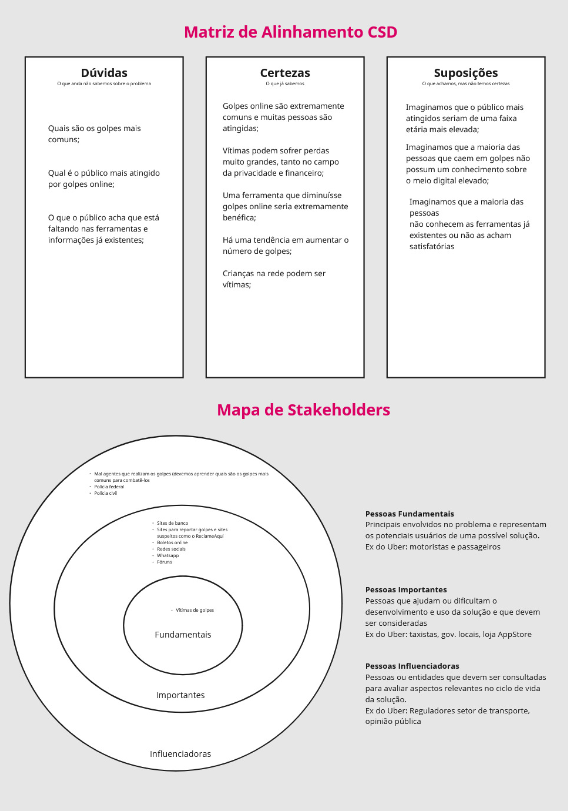 Matriz de Alinhamento CSD
Dúvidas
O que anda não sabemos sobre o problema
Quais são os golpes mais
comuns;
Qual é o público mais atingido
por golpes online;
O que o público acha que está
faltando nas ferramentas e
informações já existentes;
Certezas
O que já sabemos
Golpes online são extremamente
comuns e muitas pessoas são
atingidas;
Vítimas podem sofrer perdas
muito grandes, tanto no campo
da privacidade e financeiro;
Uma ferramenta que diminuísse
golpes online seria extremamente
benéfica;
Há uma tendência em aumentar o
número de golpes;
Crianças na rede podem ser
vítimas;
Suposições
O que achamos, mas não temos certezas
Imaginamos que o público mais
atingidos seriam de uma faixa
etária mais elevada;
Imaginamos que a maioria das
pessoas que caem em golpes não
possum um conhecimento sobre
o meio digital elevado;
Imaginamos que a maioria das
pessoas
não conhecem as ferramentas já
existentes ou não as acham
satisfatórias
Mapa de Stakeholders
- Mal agentes que realizam os golpes (devemos aprender quais são os golpes mais
comuns para combatê-los
- Polícia federal
- Polícia civil
- Sites de banco
- Sites para reportar golpes e sites
suspeitos como o ReclameAqui
- Boletos online
- Redes sociais
- Whatsapp
- Fóruns
- Vítimas de golpes
Fundamentais
Importantes
Influenciadoras
Pessoas Fundamentais
Principais envolvidos no problema e representam
os potenciais usuários de uma possível solução.
Ex do Uber: motoristas e passageiros
Pessoas Importantes
Pessoas que ajudam ou dificultam o
desenvolvimento e uso da solução e que devem
ser consideradas
Ex do Uber: taxistas, gov. locais, loja AppStore
Pessoas Influenciadoras
Pessoas ou entidades que devem ser consultadas
para avaliar aspectos relevantes no ciclo de vida
da solução.
Ex do Uber: Reguladores setor de transporte,
opinião pública